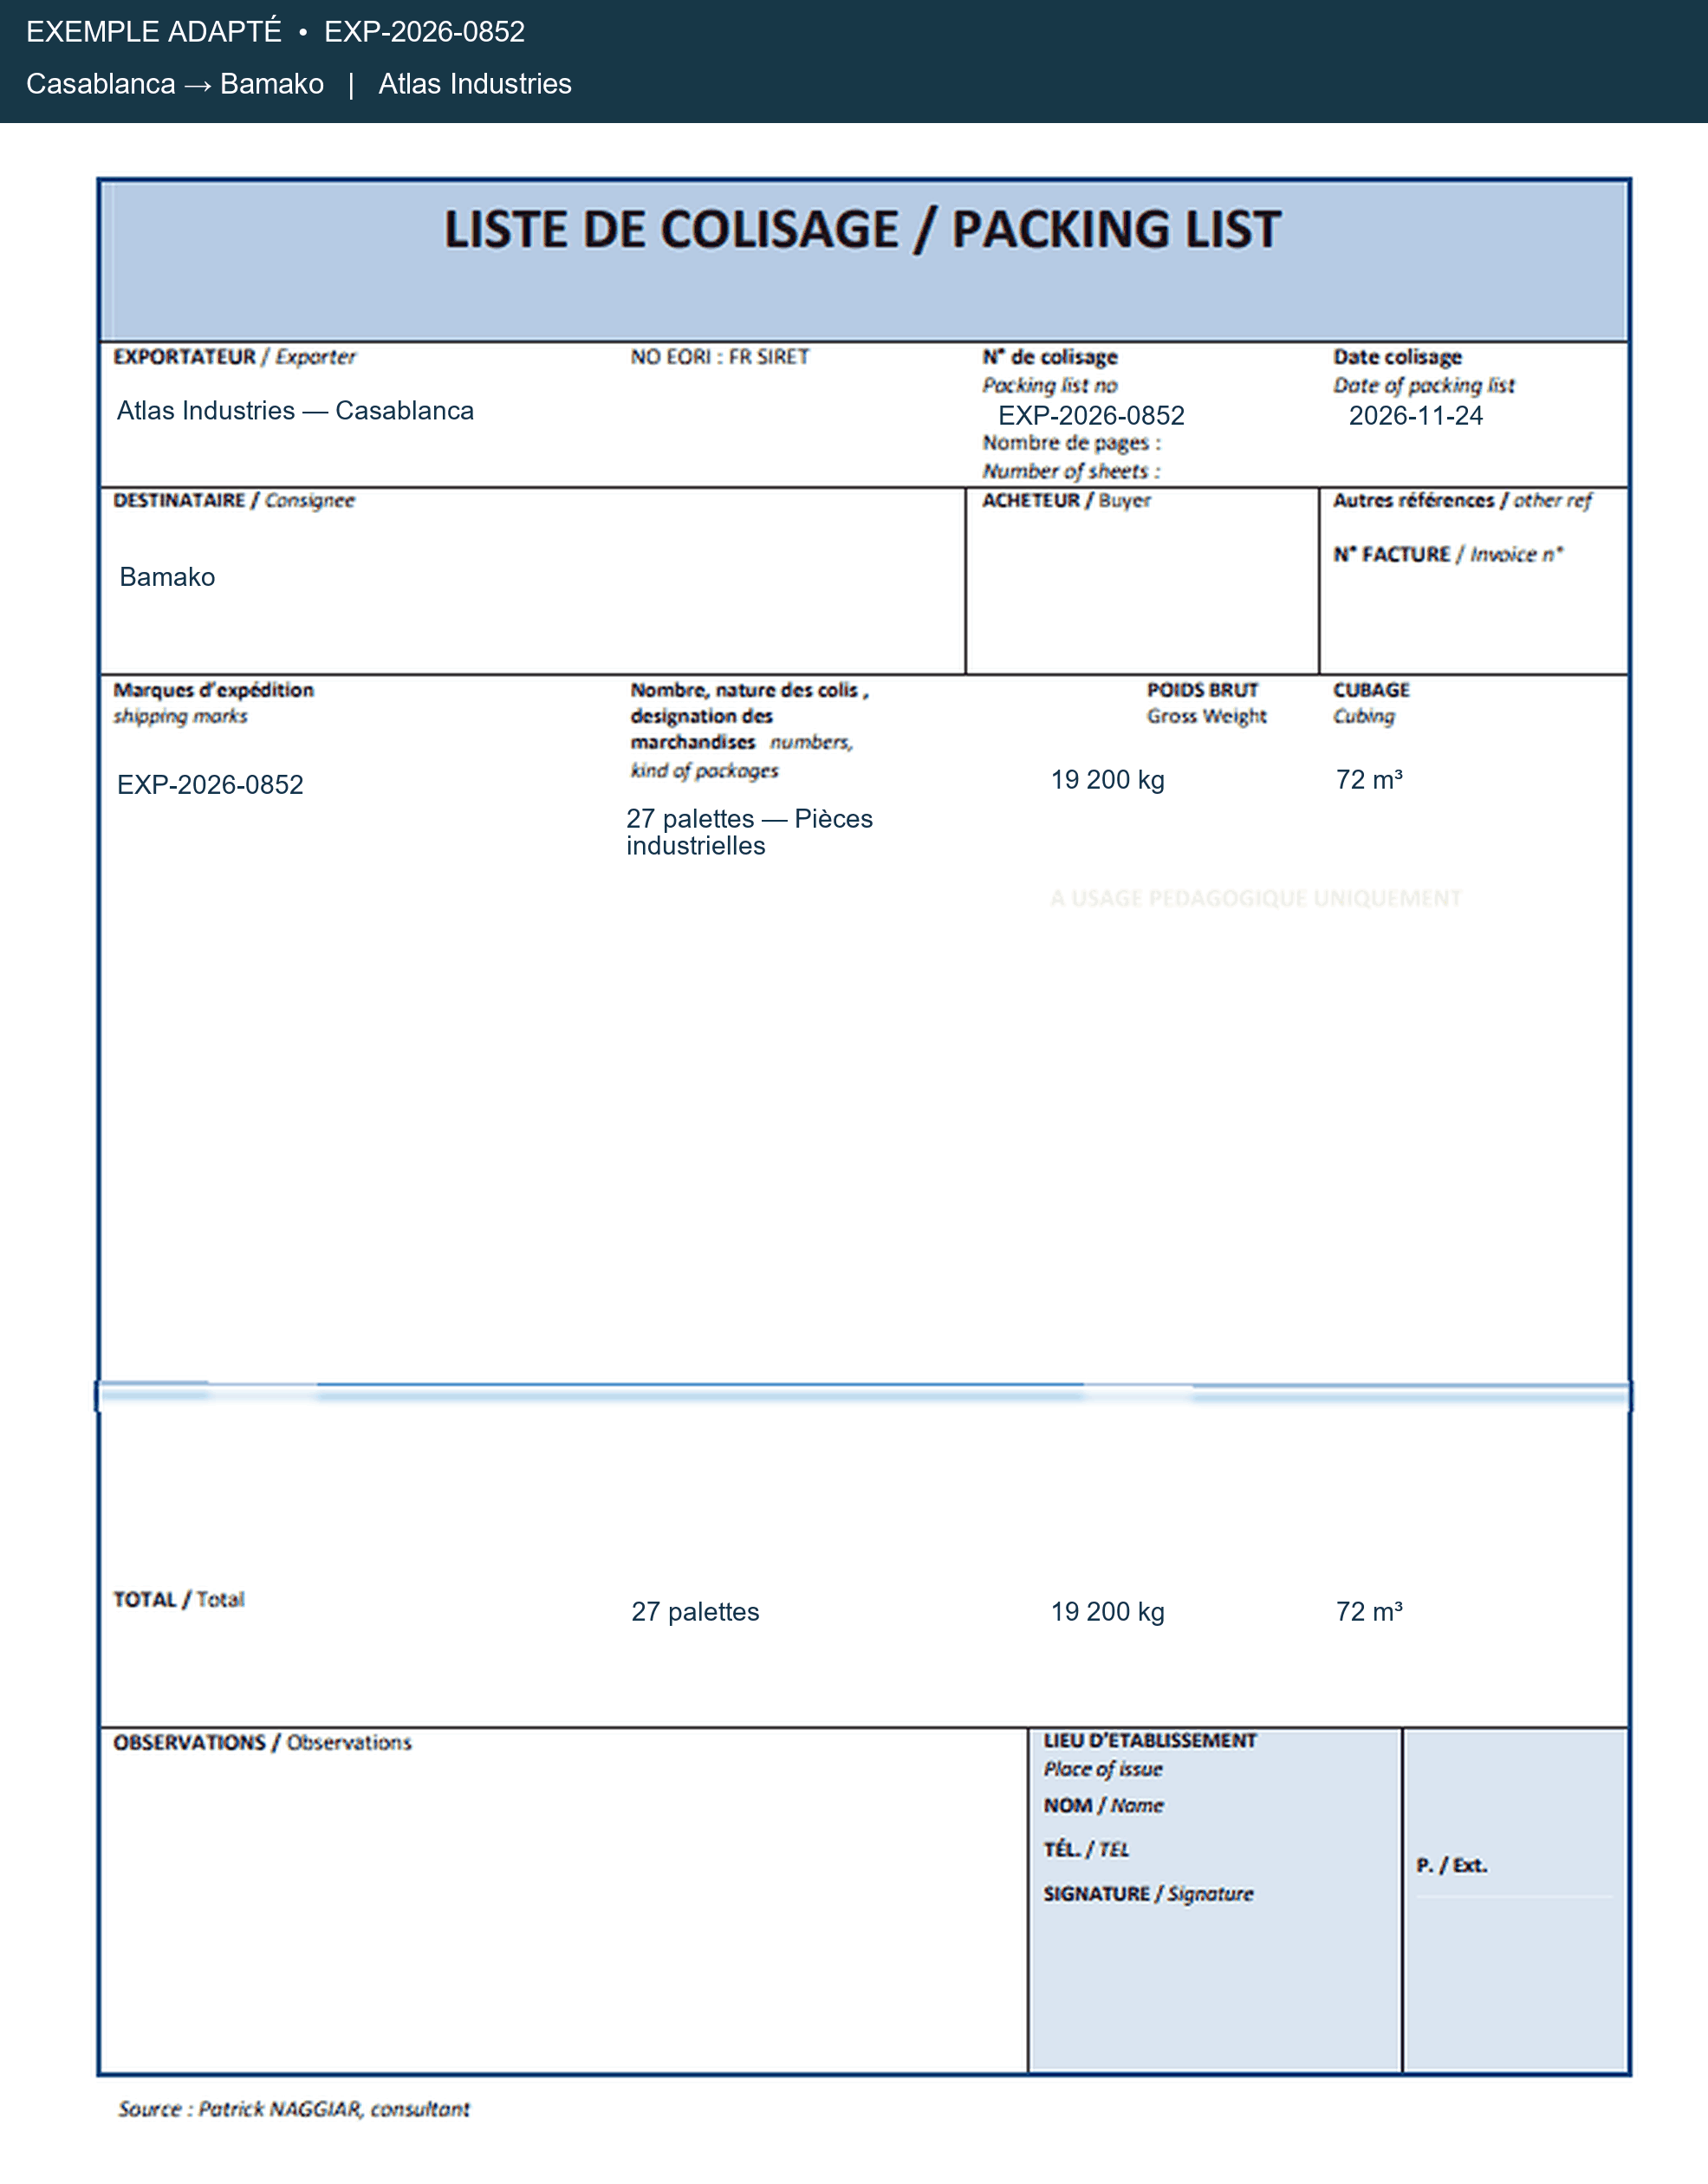 EXEMPLE ADAPTÉ • EXP-2026-0852
Casablanca → Bamako | Atlas Industries
LISTE DE COLISAGE / PACKING LIST
EXPORTATEUR / Exporter
NO EORI : FR SIRET
N° de colisage
Date colisage
Packing list no
Date of packing list
Atlas Industries — Casablanca
EXP-2026-0852
2026-11-24
Nombre de pages :
Number of sheets :
DESTINATAIRE / Consignee
ACHETEUR / Buyer
Autres références / other ref
N° FACTURE / Invoice n°
Bamako
Marques d'expédition
shipping marks
Nombre, nature des colis ,
designation des
marchandises numbers,
kind of packages
POIDS BRUT
Gross Weight
CUBAGE
Cubing
EXP-2026-0852
27 palettes — Pièces
industrielles
19 200 kg
72 m³
A USAGE PEDAGOGIQUE UNIQUEMENT
TOTAL / Total
27 palettes
19 200 kg
72 m³
OBSERVATIONS / Observations
LIEU D'ETABLISSEMENT
Place of issue
NOM / Name
TÉL. / TEL
P. / Ext.
SIGNATURE / Signature
Source : Patrick NAGGIAR, consultant